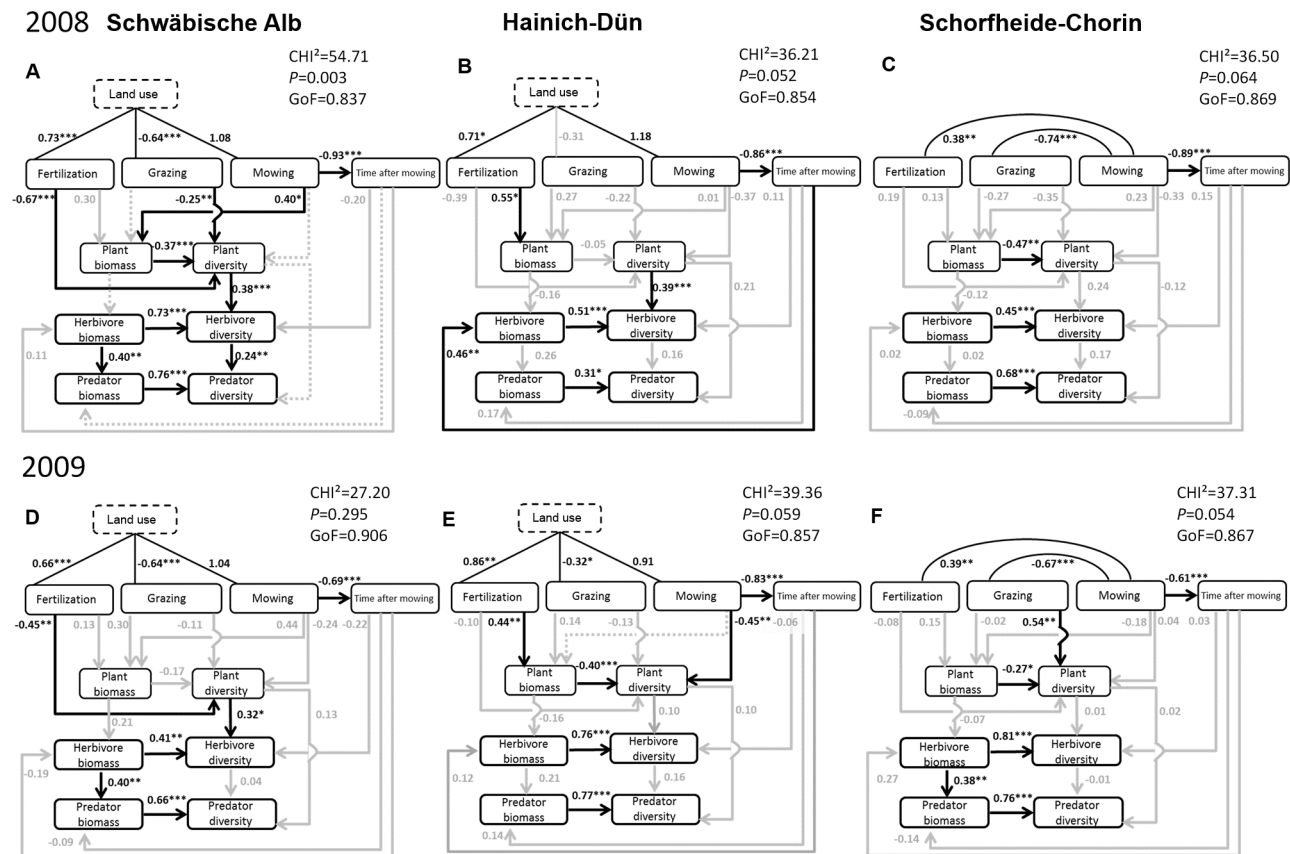 2008 Schwäbische Alb Hainich-Dün Schorfheide-Chorin
A
CHI²=54.71
P=0.003
GoF=0.837
Land use
0.73*** -0.64*** 1.08
-0.93***
Fertilization Grazing Mowing Time after mowing
-0.67*** 0.30 -0.25** 0.40* -0.20
Plant biomass -0.37*** Plant diversity
0.38***
Herbivore biomass 0.73*** Herbivore diversity
0.11 0.40** 0.24**
Predator biomass 0.76*** Predator diversity
B
CHI²=36.21
P=0.052
GoF=0.854
Land use
0.71* -0.31 1.18
-0.86***
Fertilization Grazing Mowing Time after mowing
-0.39 0.55* 0.27 -0.22 0.01 -0.37 0.11
Plant biomass -0.05 Plant diversity
-0.16 0.39*** 0.21
Herbivore biomass 0.51*** Herbivore diversity
0.46** 0.26 0.16
Predator biomass 0.31* Predator diversity
0.17
C
CHI²=36.50
P=0.064
GoF=0.869
0.38** -0.74***
-0.89***
Fertilization Grazing Mowing Time after mowing
0.19 0.13 -0.27 -0.35 0.23 -0.33 0.15
Plant biomass -0.47** Plant diversity
-0.12 0.24 -0.12
Herbivore biomass 0.45*** Herbivore diversity
0.02 0.02 0.17
Predator biomass 0.68*** Predator diversity
-0.09
2009
D
CHI²=27.20
P=0.295
GoF=0.906
Land use
0.66*** -0.64*** 1.04
-0.69***
Fertilization Grazing Mowing Time after mowing
-0.45** 0.13 0.30 -0.11 0.44 -0.24 -0.22
Plant biomass -0.17 Plant diversity
0.21 0.32* 0.13
Herbivore biomass 0.41** Herbivore diversity
-0.19 0.40** 0.04
Predator biomass 0.66*** Predator diversity
-0.09
E
CHI²=39.36
P=0.059
GoF=0.857
Land use
0.86** -0.32* 0.91
-0.83***
Fertilization Grazing Mowing Time after mowing
-0.10 0.44** 0.14 -0.13 -0.45** -0.06
Plant biomass -0.40*** Plant diversity
-0.16 0.10 0.10
Herbivore biomass 0.76*** Herbivore diversity
0.12 0.21 0.16
Predator biomass 0.77*** Predator diversity
0.14
F
CHI²=37.31
P=0.054
GoF=0.867
0.39** -0.67***
-0.61***
Fertilization Grazing Mowing Time after mowing
-0.08 0.15 -0.02 0.54** -0.18 0.04 0.03
Plant biomass -0.27* Plant diversity
-0.07 0.01 0.02
Herbivore biomass 0.81*** Herbivore diversity
0.27 0.38** -0.01
Predator biomass 0.76*** Predator diversity
-0.14